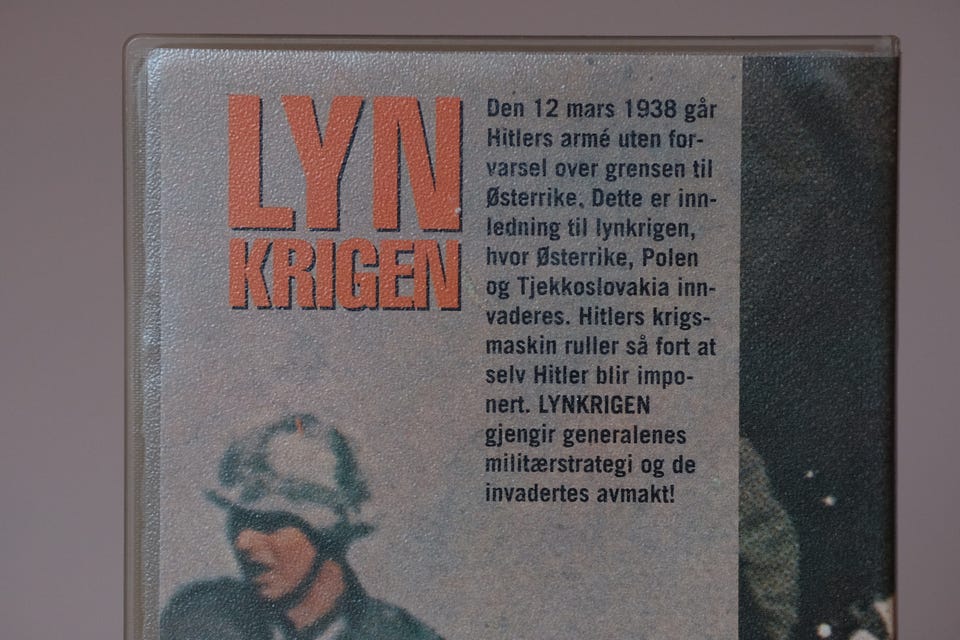 LYN
KRIGEN
Den 12 mars 1938 går
Hitlers armé uten for-
varsel over grensen til
Østerrike. Dette er inn-
ledning til lynkrigen,
hvor Østerrike, Polen
og Tjekkoslovakia inn-
vaderes. Hitlers krigs-
maskin ruller så fort at
selv Hitler blir impo-
nert. LYNKRIGEN
gjengir generalenes
militærstrategi og de
invadertes avmakt!